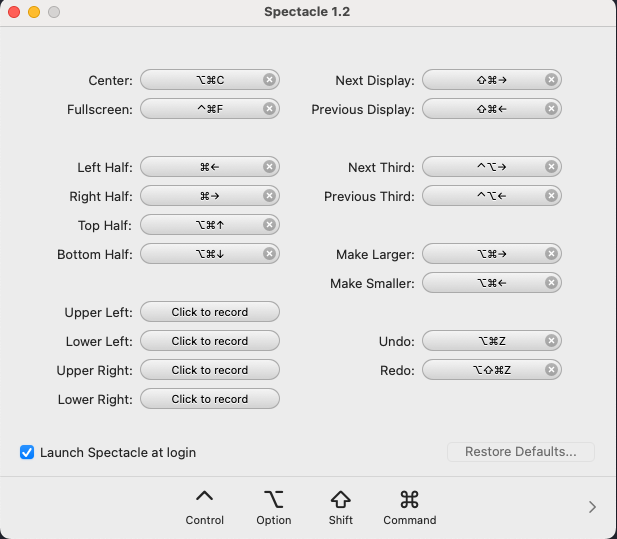 Spectacle 1.2
Center: ⌥⌘C
Fullscreen: ^⌘F
Left Half: ⌘←
Right Half: ⌘→
Top Half: ⌥⌘↑
Bottom Half: ⌥⌘↓
Upper Left: Click to record
Lower Left: Click to record
Upper Right: Click to record
Lower Right: Click to record
Next Display: ⇧⌘→
Previous Display: ⇧⌘←
Next Third: ^⌥→
Previous Third: ^⌥←
Make Larger: ⌥⌘→
Make Smaller: ⌥⌘←
Undo: ⌥⌘Z
Redo: ⌥⇧⌘Z
Launch Spectacle at login
Restore Defaults...
^ ⌥ ⇧ ⌘
Control Option Shift Command